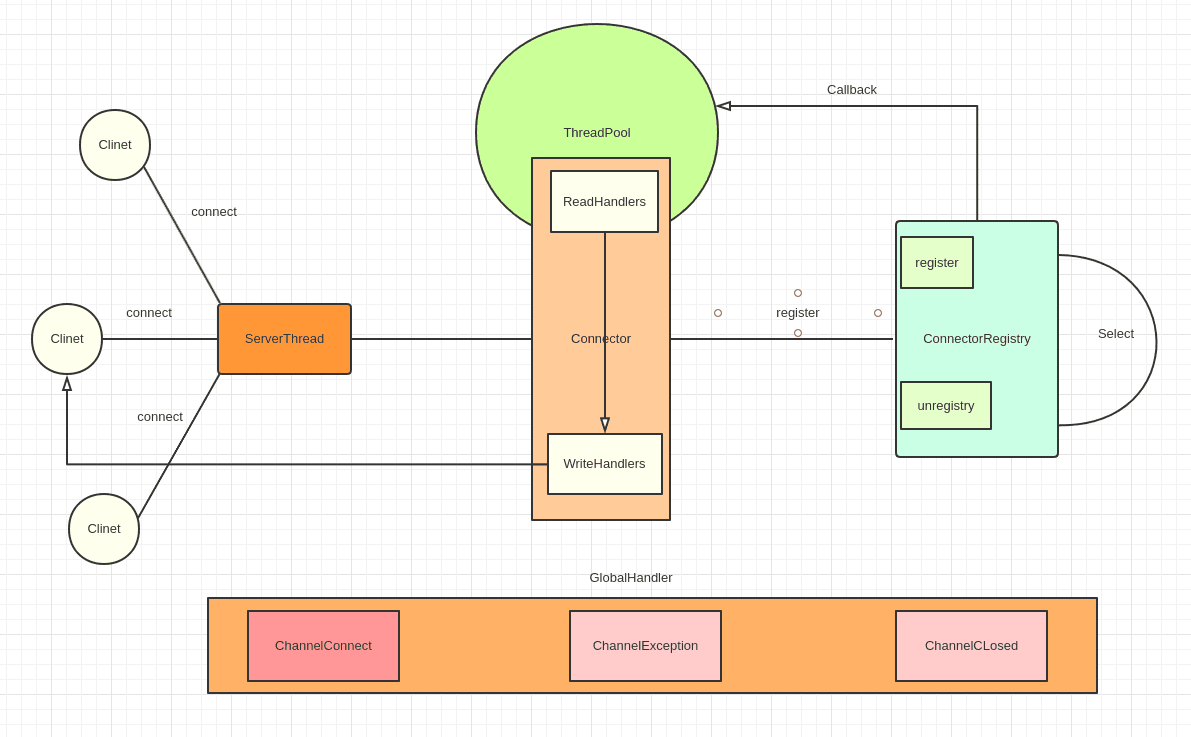 Callback
ThreadPool
Clinet
ReadHandlers
connect
register
connect
register
Clinet
ServerThread
Connector
ConnectorRegistry
Select
connect
unregistry
WriteHandlers
Clinet
GlobalHandler
ChannelConnect
ChannelException
ChannelCLosed